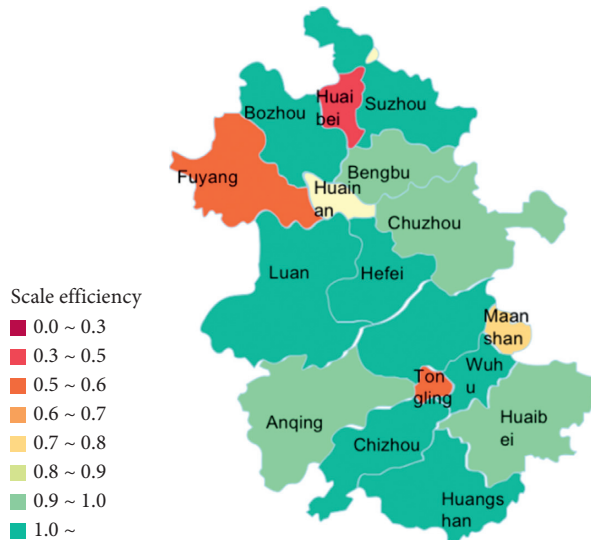 Huai
bei
Suzhou
Bozhou
Bengbu
Fuyang
Huain
an
Chuzhou
Luan
Hefei
Scale efficiency
0.0 ~ 0.3
0.3 ~ 0.5
0.5 ~ 0.6
0.6 ~ 0.7
0.7 ~ 0.8
0.8 ~ 0.9
0.9 ~ 1.0
1.0 ~
Maan
shan
Wuh
u
Ton
gling
Anqing
Huaib
ei
Chizhou
Huangs
han